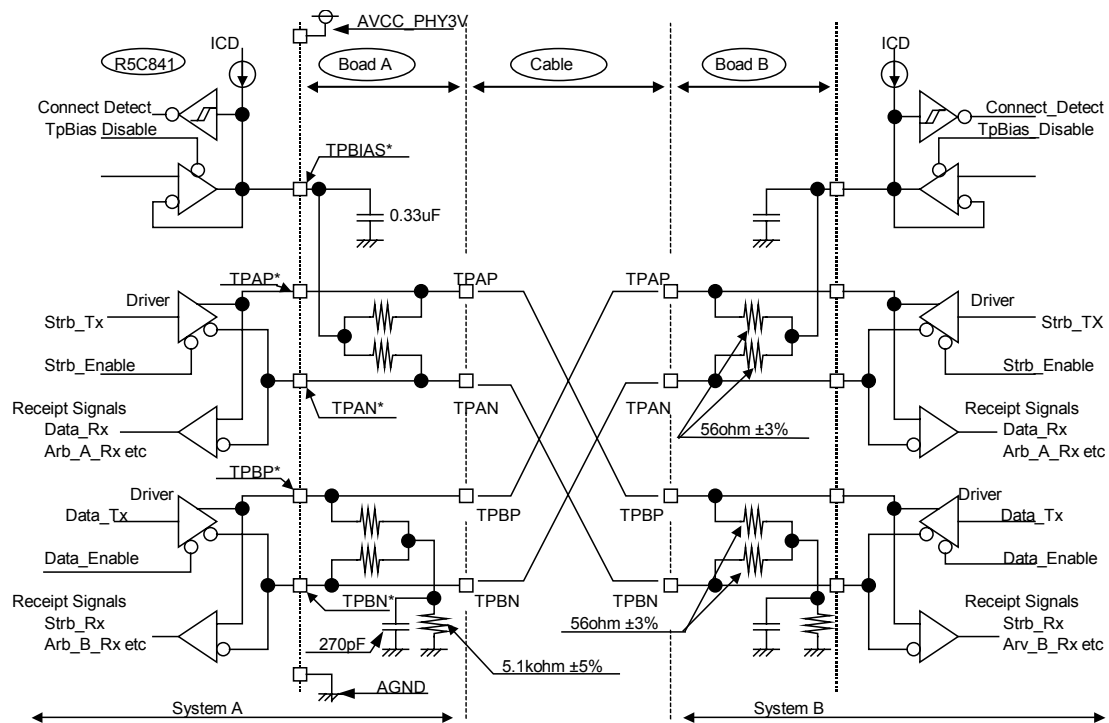 AVCC_PHY3V
R5C841
ICD
Boad A
Cable
Boad B
ICD
Connect Detect
TpBias Disable
Connect_Detect
TpBias_Disable
TPBIAS*
0.33uF
TPAP*
TPAP
TPAP
Driver
Strb_Tx
Strb_Enable
Driver
Strb_TX
Strb_Enable
TPAN*
TPAN
TPAN
Receipt Signals
Data_Rx
Arb_A_Rx etc
56ohm ±3%
Receipt Signals
Data_Rx
Arb_A_Rx etc
TPBP*
TPBP
TPBP
Driver
Data_Tx
Data_Enable
Driver
Data_Tx
Data_Enable
TPBN*
TPBN
TPBN
Receipt Signals
Strb_Rx
Arb_B_Rx etc
270pF
5.1kohm ±5%
56ohm ±3%
Receipt Signals
Strb_Rx
Arv_B_Rx etc
AGND
System A
System B